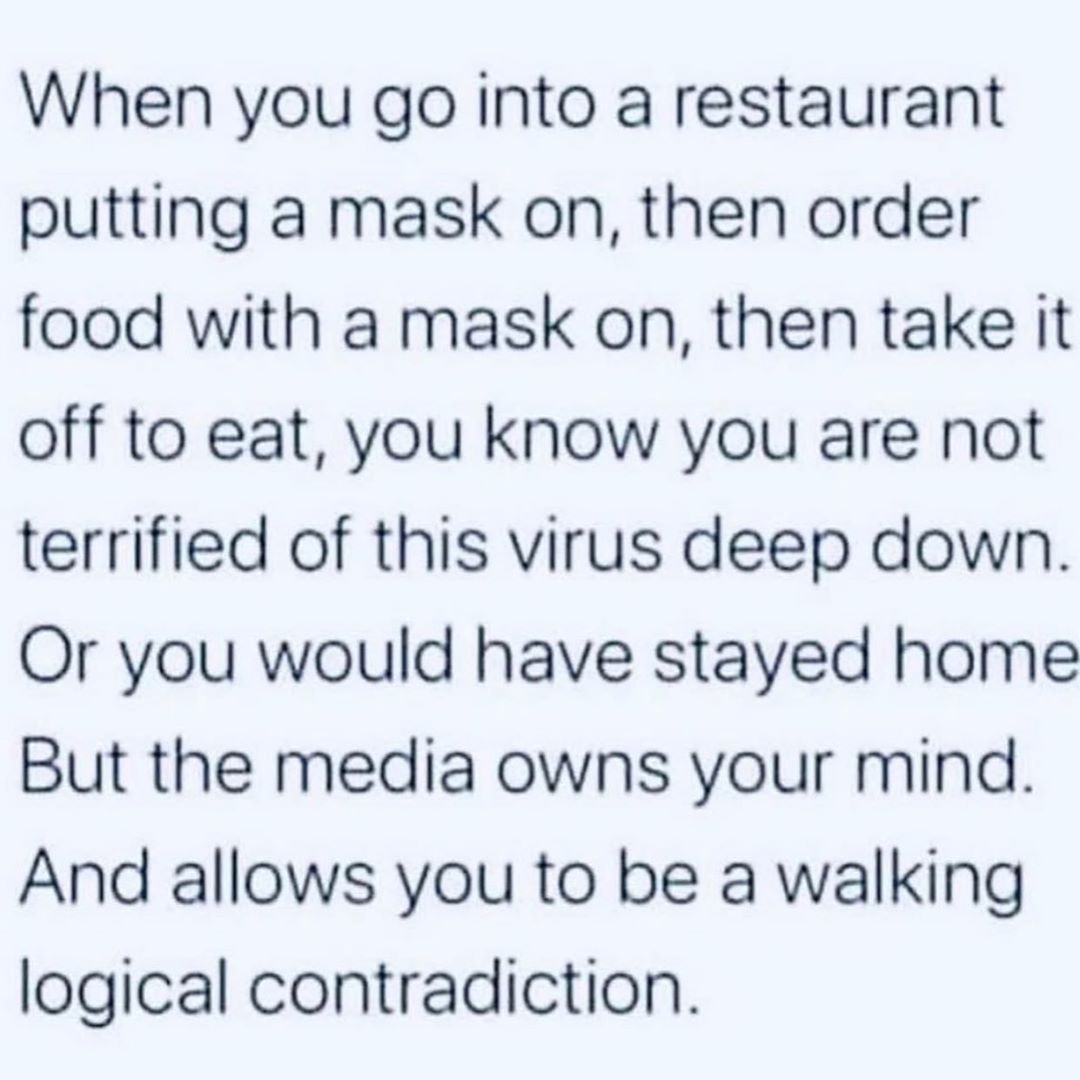 When you go into a restaurant
putting a mask on, then order
food with a mask on, then take it
off to eat, you know you are not
terrified of this virus deep down.
Or you would have stayed home
But the media owns your mind.
And allows you to be a walking
logical contradiction.